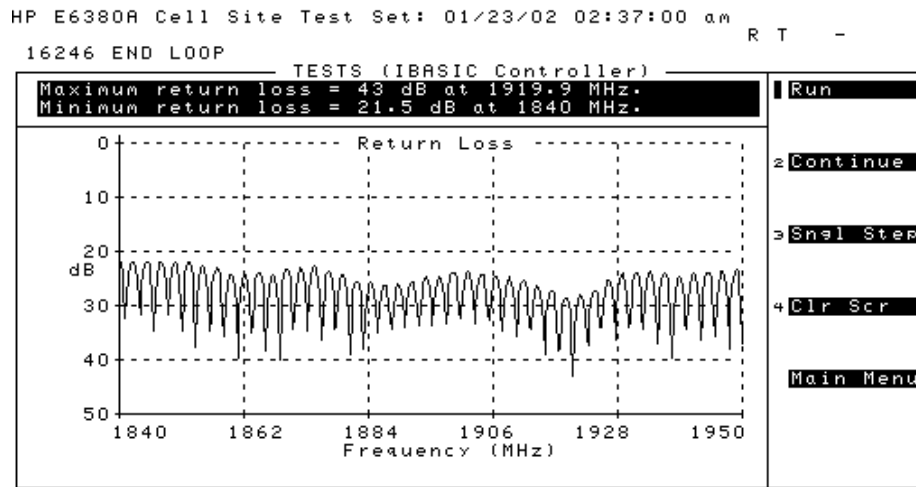 HP E6380A Cell Site Test Set: 01/23/02 02:37:00 am
R T -
16246 END LOOP
TESTS (IBASIC Controller)
Maximum return loss = 43 dB at 1919.9 MHz.
Minimum return loss = 21.5 dB at 1840 MHz.
1 Run
2 Continue
3 Sngl Step
4 Clr Scr
Main Menu
Return Loss
0
10
20
dB
30
40
50
1840 1862 1884 1906 1928 1950
Frequency (MHz)